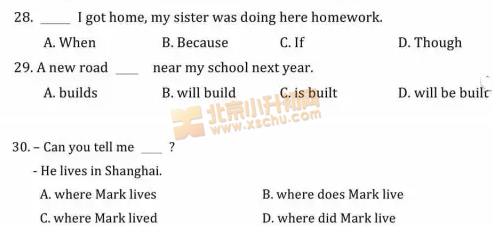 28. ____ I got home, my sister was doing here homework.
A. When B. Because C. If D. Though
29. A new road ___ near my school next year.
A. builds B. will build C. is built D. will be built
北京小升初网
www.xschu.com
30. – Can you tell me ___ ?
- He lives in Shanghai.
A. where Mark lives B. where does Mark live
C. where Mark lived D. where did Mark live